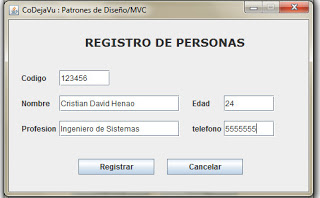 CoDejaVu : Patrones de Diseño/MVC
REGISTRO DE PERSONAS
Codigo 123456
Nombre Cristian David Henao Edad 24
Profesion Ingeniero de Sistemas telefono 5555555
Registrar Cancelar